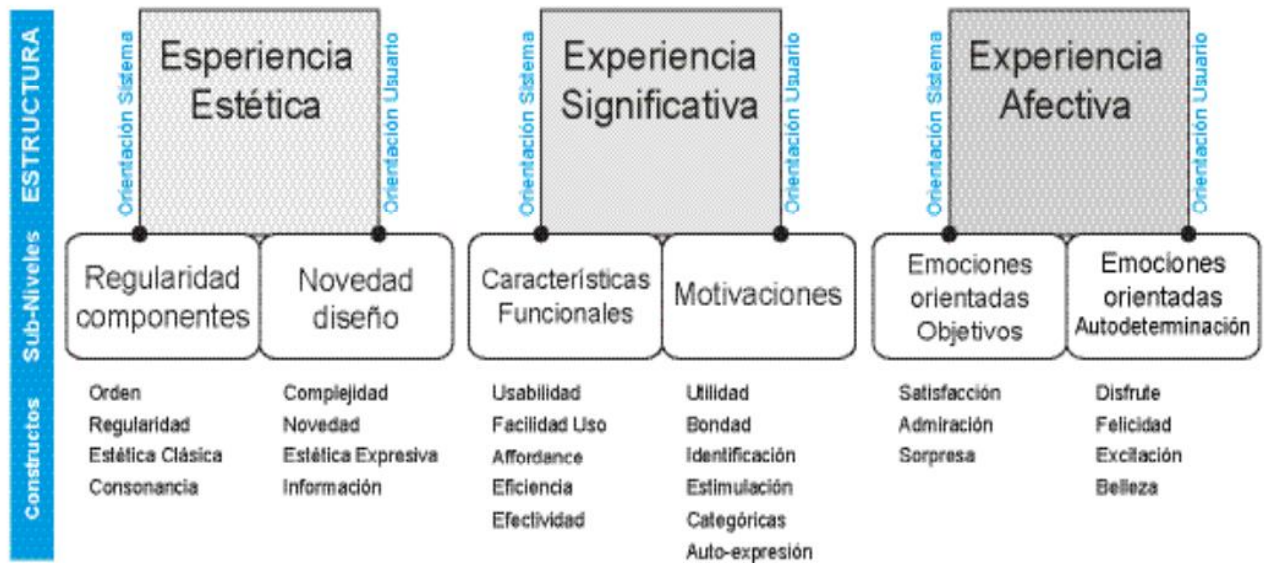 ESTRUCTURA
Sub-Niveles
Constructos
Orientación Sistema
Esperiencia
Estética
Orientación Usuario
Orientación Sistema
Experiencia
Significativa
Orientación Usuario
Orientación Sistema
Experiencia
Afectiva
Orientación Usuario
Regularidad
componentes
Novedad
diseño
Característificas
Funcionales
Motivaciones
Emociones
orientadas
Objetivos
Emociones
orientadas
Autodeterminación
Orden
Regularidad
Estética Clásica
Consonancia
Complejidad
Novedad
Estética Expresiva
Información
Usabilidad
Facilidad Uso
Affordance
Eficiencia
Efectividad
Utilidad
Bondad
Identificación
Estimulación
Categóricas
Auto-expresión
Satisfacción
Admiración
Sorpresa
Disfrute
Felicidad
Excitación
Belleza